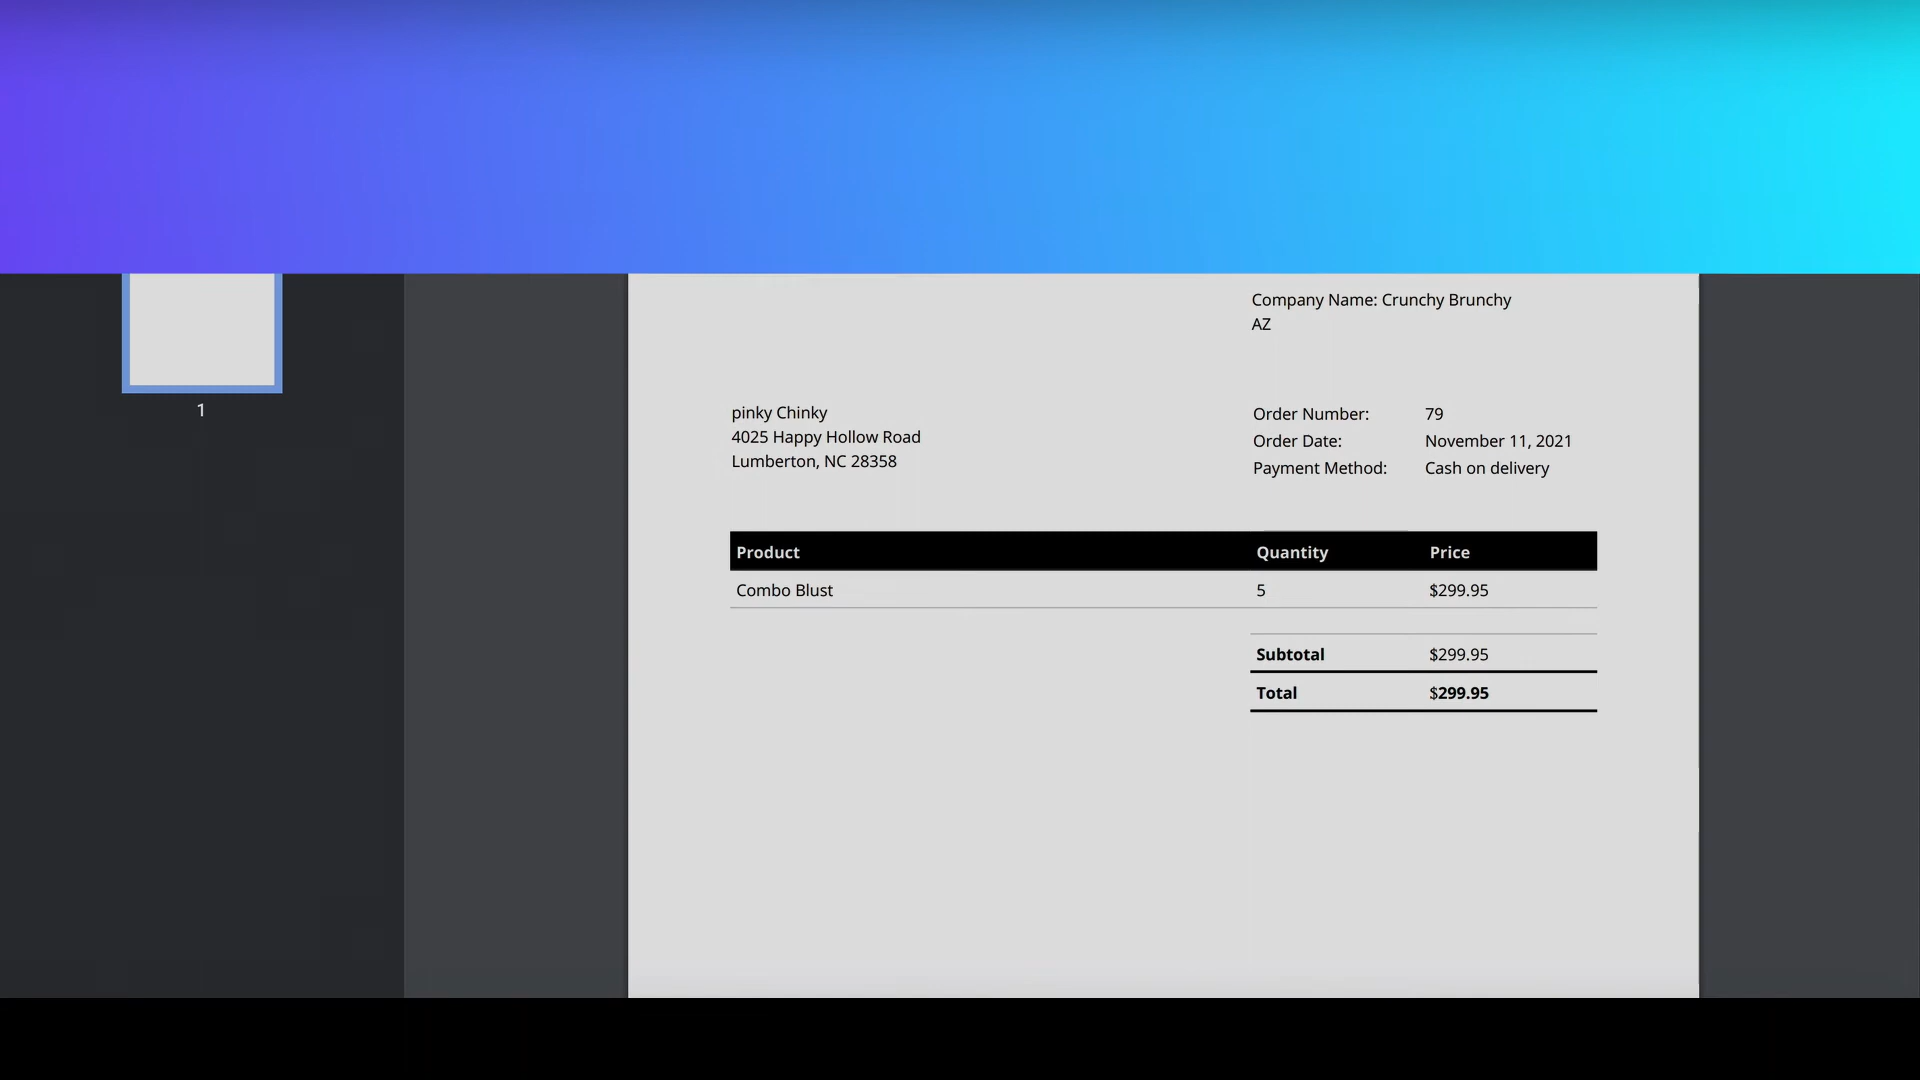 Company Name: Crunchy Brunchy
AZ
pinky Chinky
4025 Happy Hollow Road
Lumberton, NC 28358
Order Number: 79
Order Date: November 11, 2021
Payment Method: Cash on delivery
Product Quantity Price
Combo Blust 5 $299.95
Subtotal $299.95
Total $299.95
1